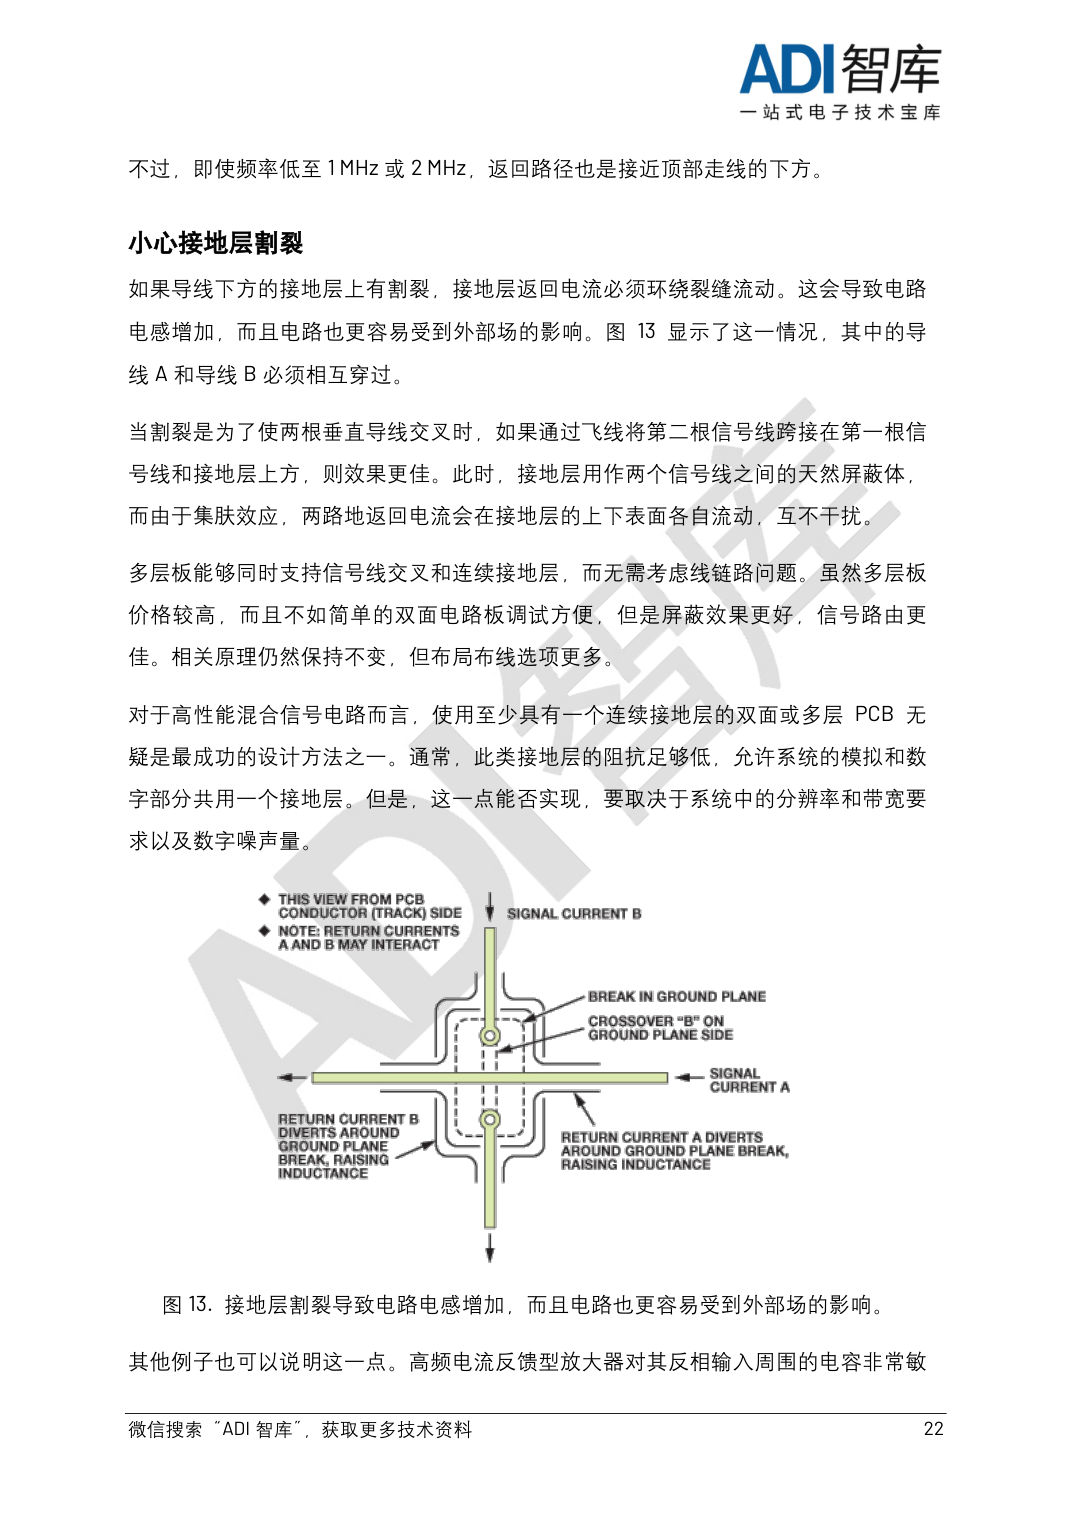 ADI智库
一站式电子技术宝库
不过，即使频率低至 1 MHz 或 2 MHz，返回路径也是接近顶部走线的下方。
小心接地层割裂
如果导线下方的接地层上有割裂，接地层返回电流必须环绕裂缝流动。这会导致电路
电感增加，而且电路也更容易受到外部场的影响。图 13 显示了这一情况，其中的导
线 A 和导线 B 必须相互穿过。
当割裂是为了使两根垂直导线交叉时，如果通过飞线将第二根信号线跨接在第一根信
号线和接地层上方，则效果更佳。此时，接地层用作两个信号线之间的天然屏蔽体，
而由于集肤效应，两路地返回电流会在接地层的上下表面各自流动，互不干扰。
多层板能够同时支持信号线交叉和连续接地层，而无需考虑线链路问题。虽然多层板
价格较高，而且不如简单的双面电路板调试方便，但是屏蔽效果更好，信号路由更
佳。相关原理仍然保持不变，但布局布线选项更多。
对于高性能混合信号电路而言，使用至少具有一个连续接地层的双面或多层 PCB 无
疑是最成功的设计方法之一。通常，此类接地层的阻抗足够低，允许系统的模拟和数
字部分共用一个接地层。但是，这一点能否实现，要取决于系统中的分辨率和带宽要
求以及数字噪声量。
ADI智库
◆ THIS VIEW FROM PCB
CONDUCTOR (TRACK) SIDE
◆ NOTE: RETURN CURRENTS
A AND B MAY INTERACT
SIGNAL CURRENT B
BREAK IN GROUND PLANE
CROSSOVER “B” ON
GROUND PLANE SIDE
SIGNAL
CURRENT A
RETURN CURRENT B
DIVERTS AROUND
GROUND PLANE
BREAK, RAISING
INDUCTANCE
RETURN CURRENT A DIVERTS
AROUND GROUND PLANE BREAK,
RAISING INDUCTANCE
图 13. 接地层割裂导致电路电感增加，而且电路也更容易受到外部场的影响。
其他例子也可以说明这一点。高频电流反馈型放大器对其反相输入周围的电容非常敏
微信搜索“ADI 智库”，获取更多技术资料 22